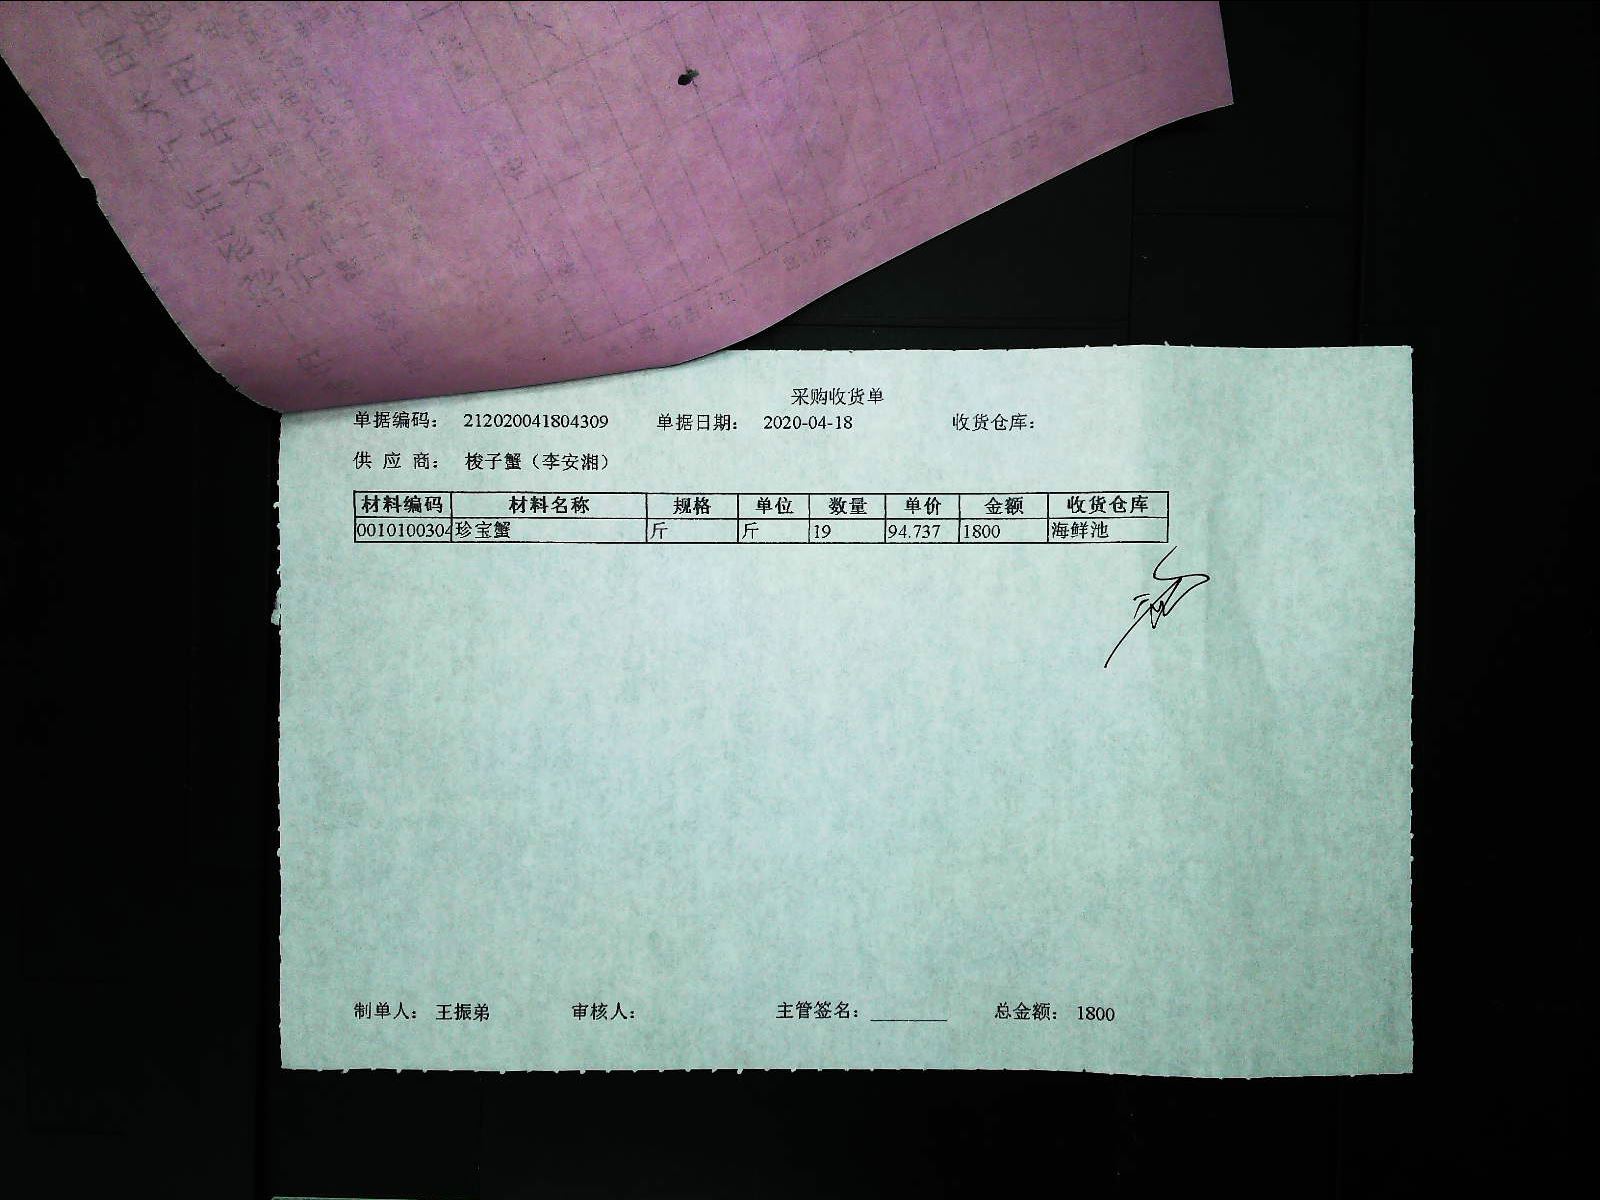 采购收货单
单据编码： 212020041804309 单据日期： 2020-04-18 收货仓库：
供 应 商： 梭子蟹（李安湘）
材料编码 材料名称 规格 单位 数量 单价 金额 收货仓库
0010100304 珍宝蟹 斤 斤 19 94.737 1800 海鲜池
制单人： 王振弟 审核人： 主管签名：________ 总金额： 1800